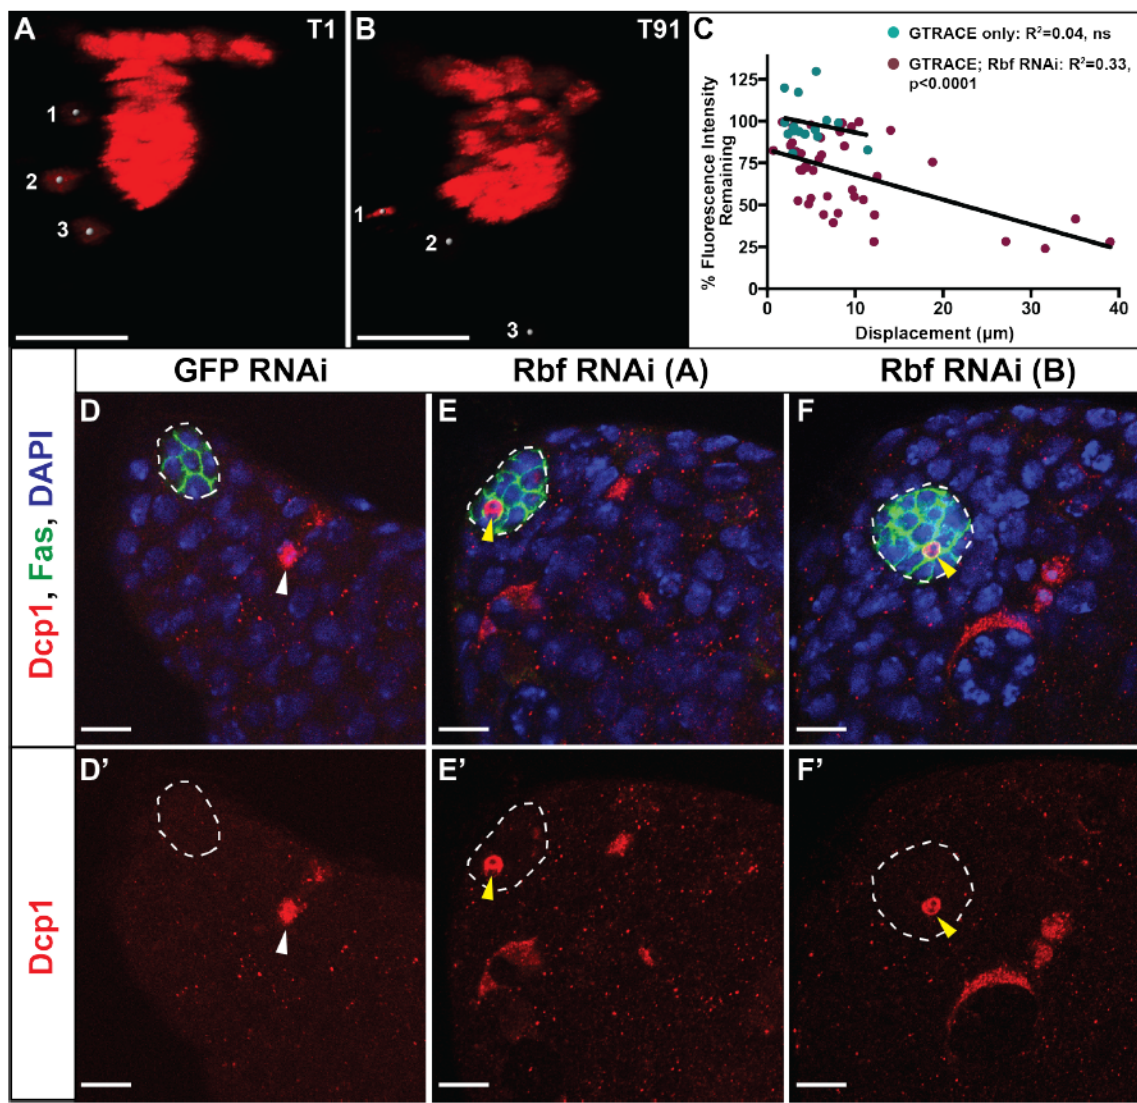 A
T1
1
2
3
B
T91
1
2
3
C
GTRACE only: R²=0.04, ns
GTRACE; Rbf RNAi: R²=0.33,
p<0.0001
% Fluorescence Intensity
Remaining
125
100
75
50
25
0
0 10 20 30 40
Displacement (µm)
GFP RNAi
Rbf RNAi (A)
Rbf RNAi (B)
Dcp1, Fas, DAPI
D
E
F
Dcp1
D’
E’
F’